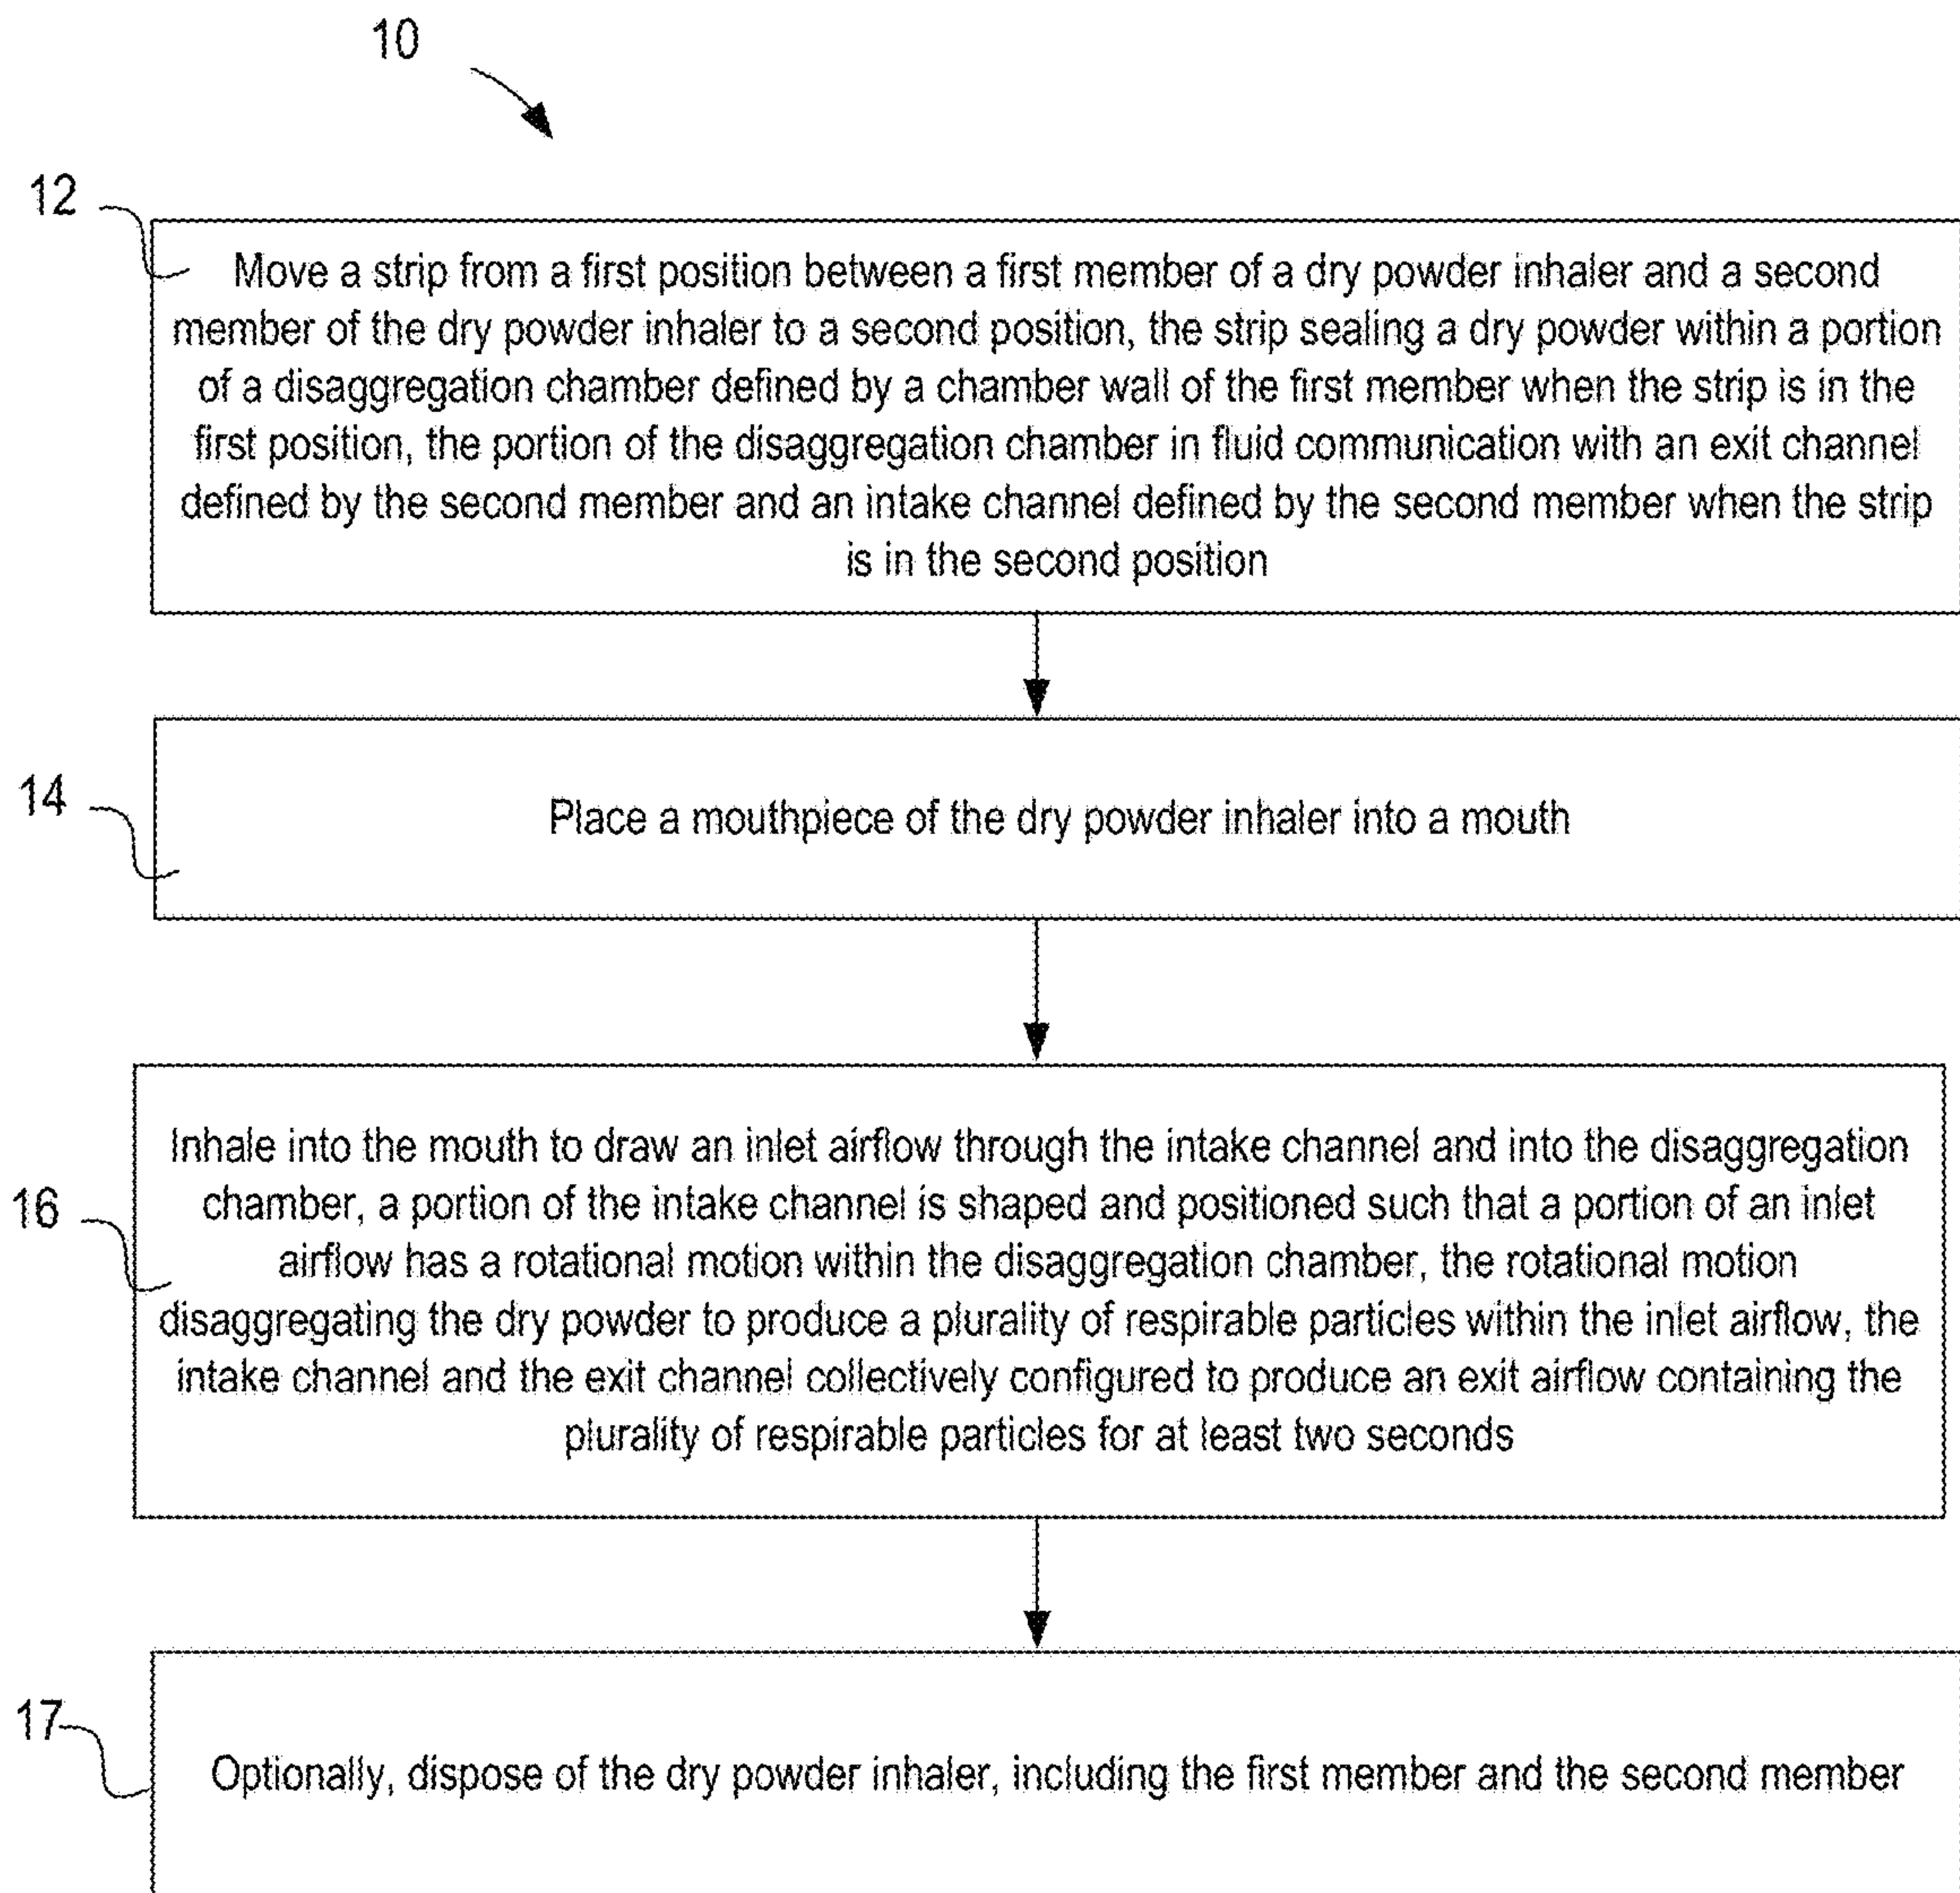 10
12
Move a strip from a first position between a first member of a dry powder inhaler and a second
member of the dry powder inhaler to a second position, the strip sealing a dry powder within a portion
of a disaggregation chamber defined by a chamber wall of the first member when the strip is in the
first position, the portion of the disaggregation chamber in fluid communication with an exit channel
defined by the second member and an intake channel defined by the second member when the strip
is in the second position
14
Place a mouthpiece of the dry powder inhaler into a mouth
16
Inhale into the mouth to draw an inlet airflow through the intake channel and into the disaggregation
chamber, a portion of the intake channel is shaped and positioned such that a portion of an inlet
airflow has a rotational motion within the disaggregation chamber, the rotational motion
disaggregating the dry powder to produce a plurality of respirable particles within the inlet airflow, the
intake channel and the exit channel collectively configured to produce an exit airflow containing the
plurality of respirable particles for at least two seconds
17
Optionally, dispose of the dry powder inhaler, including the first member and the second member